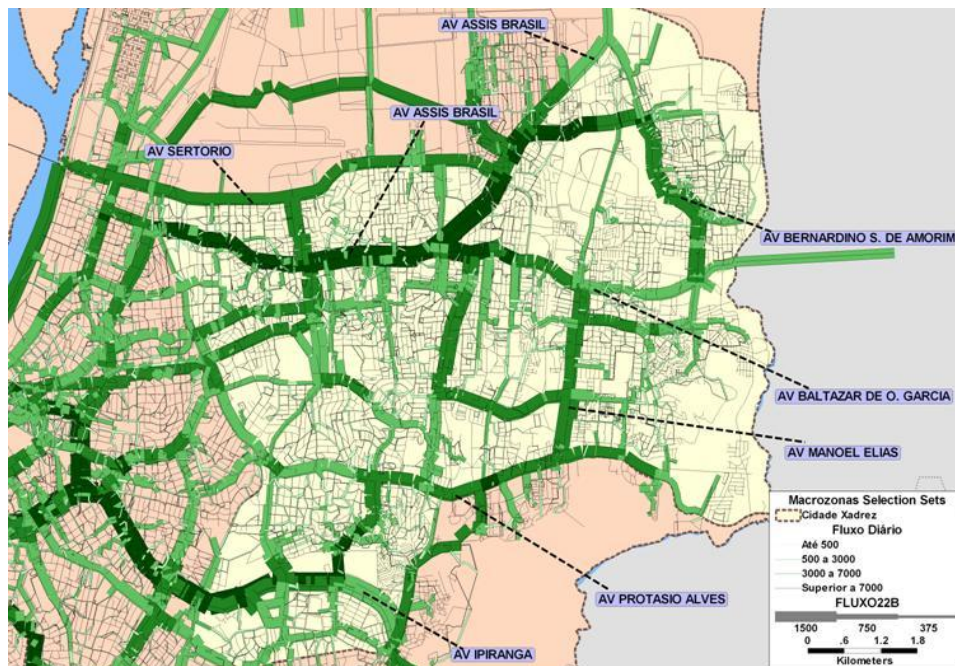 AV ASSIS BRASIL
AV ASSIS BRASIL
AV SERTORIO
AV BERNARDINO S. DE AMORIM
AV BALTAZAR DE O. GARCIA
AV MANOEL ELIAS
AV PROTASIO ALVES
AV IPIRANGA
Macrozonas Selection Sets
Cidade Xadrez
Fluxo Diário
Até 500
500 a 3000
3000 a 7000
Superior a 7000
FLUXO22B
1500 750 375
0 .6 1.2 1.8
Kilometers